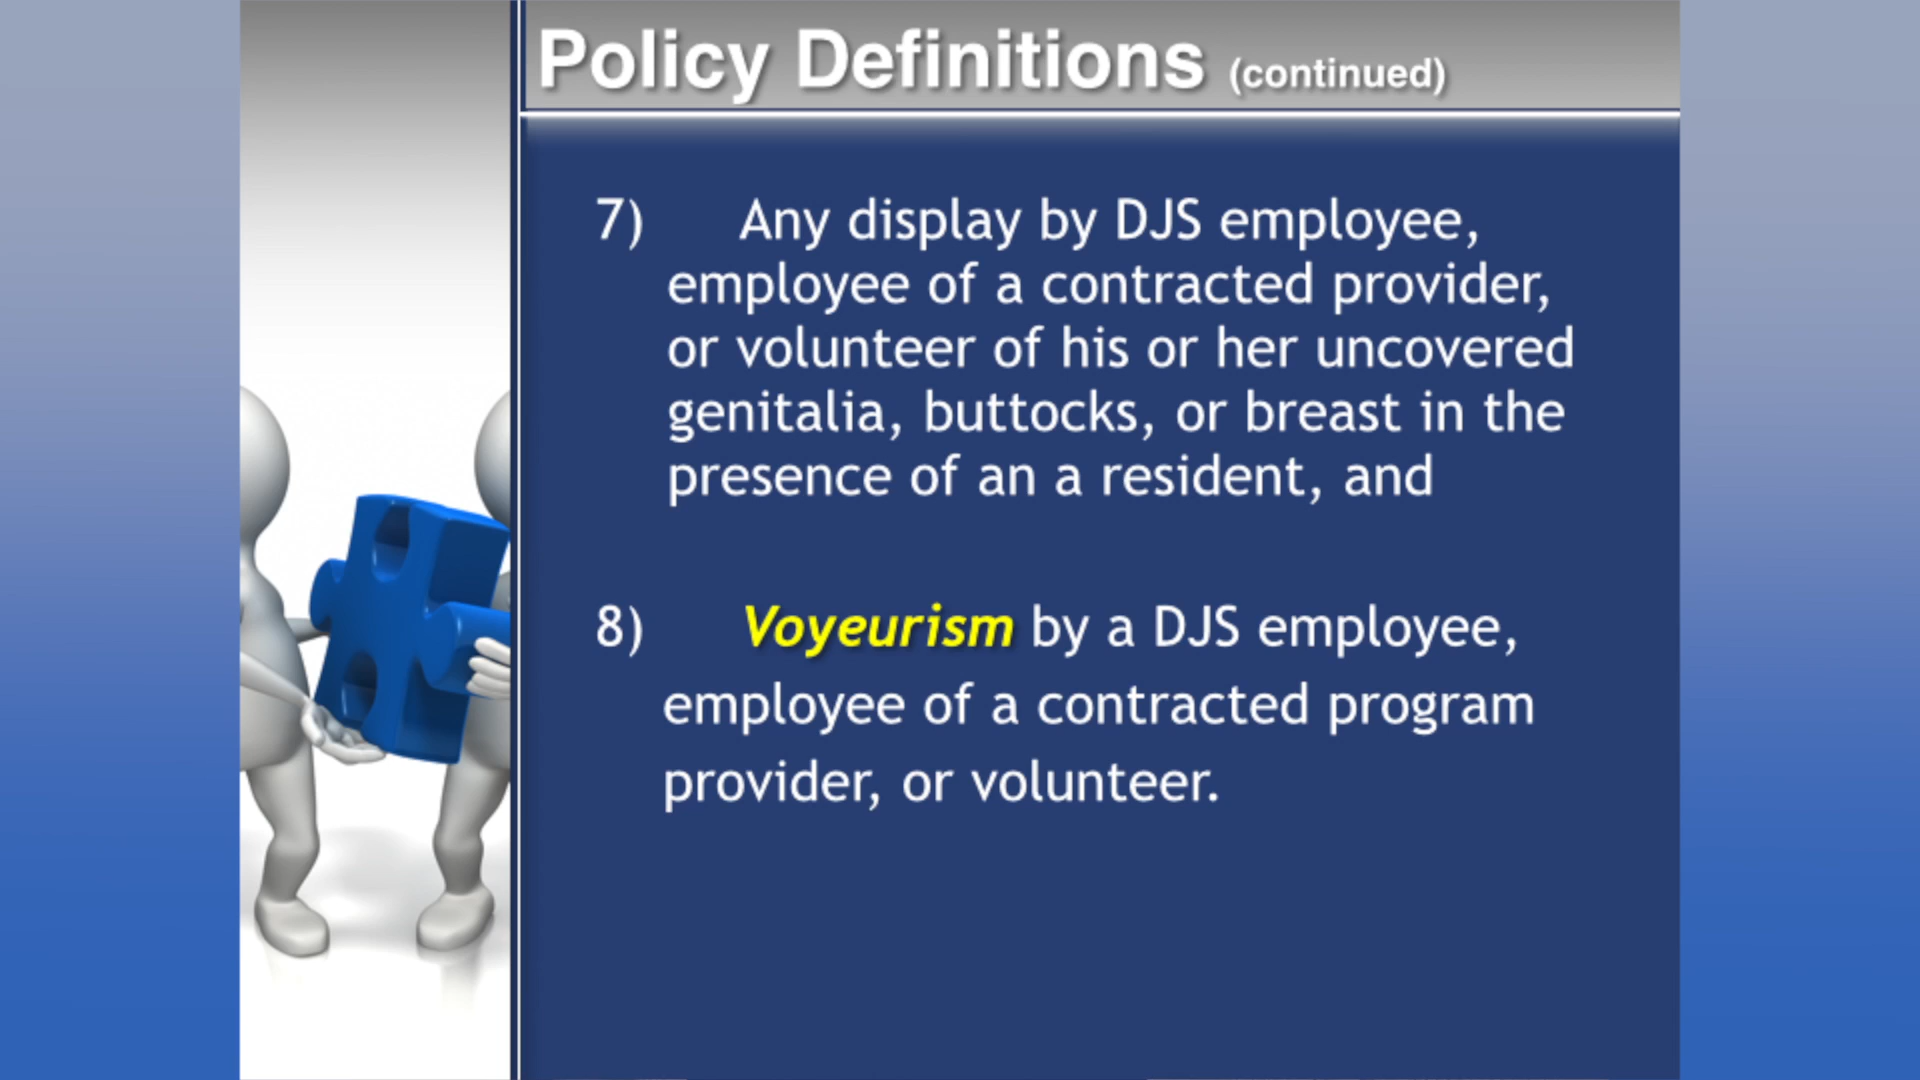 Policy Definitions (continued)
7) Any display by DJS employee,
employee of a contracted provider,
or volunteer of his or her uncovered
genitalia, buttocks, or breast in the
presence of an a resident, and
8) Voyeurism by a DJS employee,
employee of a contracted program
provider, or volunteer.